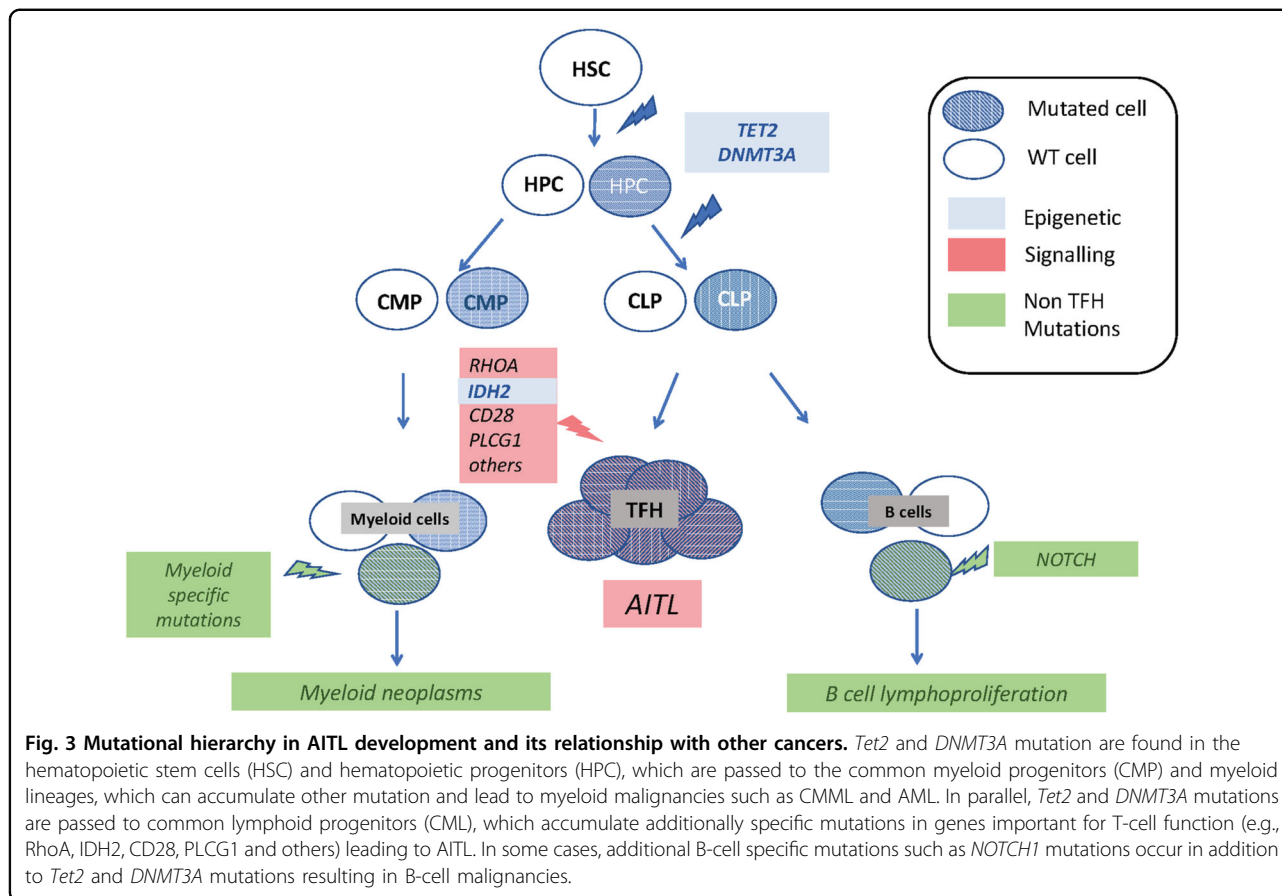 HSC
TET2
DNMT3A
HPC
HPC
CMP
CMP
CLP
CLP
RHOA
IDH2
CD28
PLCG1
others
Myeloid cells
TFH
B cells
Myeloid
specific
mutations
NOTCH
AITL
Myeloid neoplasms
B cell lymphoproliferation
Mutated cell
WT cell
Epigenetic
Signalling
Non TFH
Mutations
Fig. 3 Mutational hierarchy in AITL development and its relationship with other cancers. Tet2 and DNMT3A mutation are found in the
hematopoietic stem cells (HSC) and hematopoietic progenitors (HPC), which are passed to the common myeloid progenitors (CMP) and myeloid
lineages, which can accumulate other mutation and lead to myeloid malignancies such as CMML and AML. In parallel, Tet2 and DNMT3A mutations
are passed to common lymphoid progenitors (CML), which accumulate additionally specific mutations in genes important for T-cell function (e.g.,
RhoA, IDH2, CD28, PLCG1 and others) leading to AITL. In some cases, additional B-cell specific mutations such as NOTCH1 mutations occur in addition
to Tet2 and DNMT3A mutations resulting in B-cell malignancies.